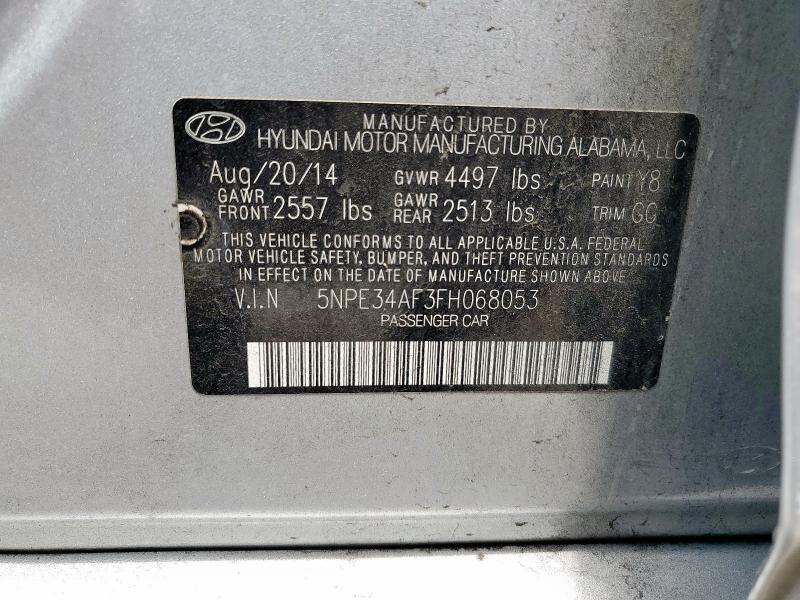 MANUFACTURED BY
HYUNDAI MOTOR MANUFACTURING ALABAMA, LLC
Aug/20/14 GVWR 4497 lbs PAINT Y8
GAWR FRONT 2557 lbs GAWR REAR 2513 lbs TRIM GG
THIS VEHICLE CONFORMS TO ALL APPLICABLE U.S.A. FEDERAL
MOTOR VEHICLE SAFETY, BUMPER, AND THEFT PREVENTION STANDARDS
IN EFFECT ON THE DATE OF MANUFACTURE SHOWN ABOVE.
V.I.N 5NPE34AF3FH068053
PASSENGER CAR